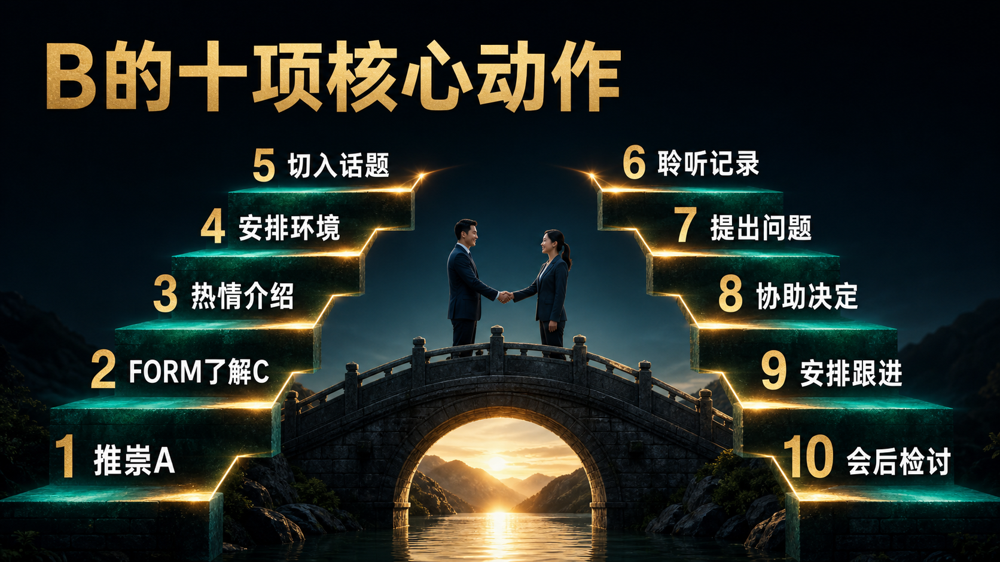 B的十项核心动作
1 推崇A
2 FORM了解C
3 热情介绍
4 安排环境
5 切入话题
6 聆听记录
7 提出问题
8 协助决定
9 安排跟进
10 会后检讨